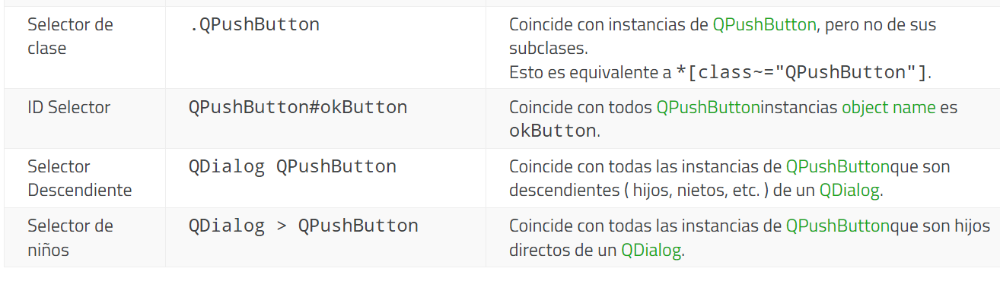 Selector de
clase
.QPushButton
Coincide con instancias de QPushButton, pero no de sus
subclases.
Esto es equivalente a *[class~="QPushButton"].
ID Selector
QPushButton#okButton
Coincide con todos QPushButtoninstancias object name es
okButton.
Selector
Descendiente
QDialog QPushButton
Coincide con todas las instancias de QPushButtonque son
descendientes ( hijos, nietos, etc. ) de un QDialog.
Selector de
niños
QDialog > QPushButton
Coincide con todas las instancias de QPushButtonque son hijos
directos de un QDialog.